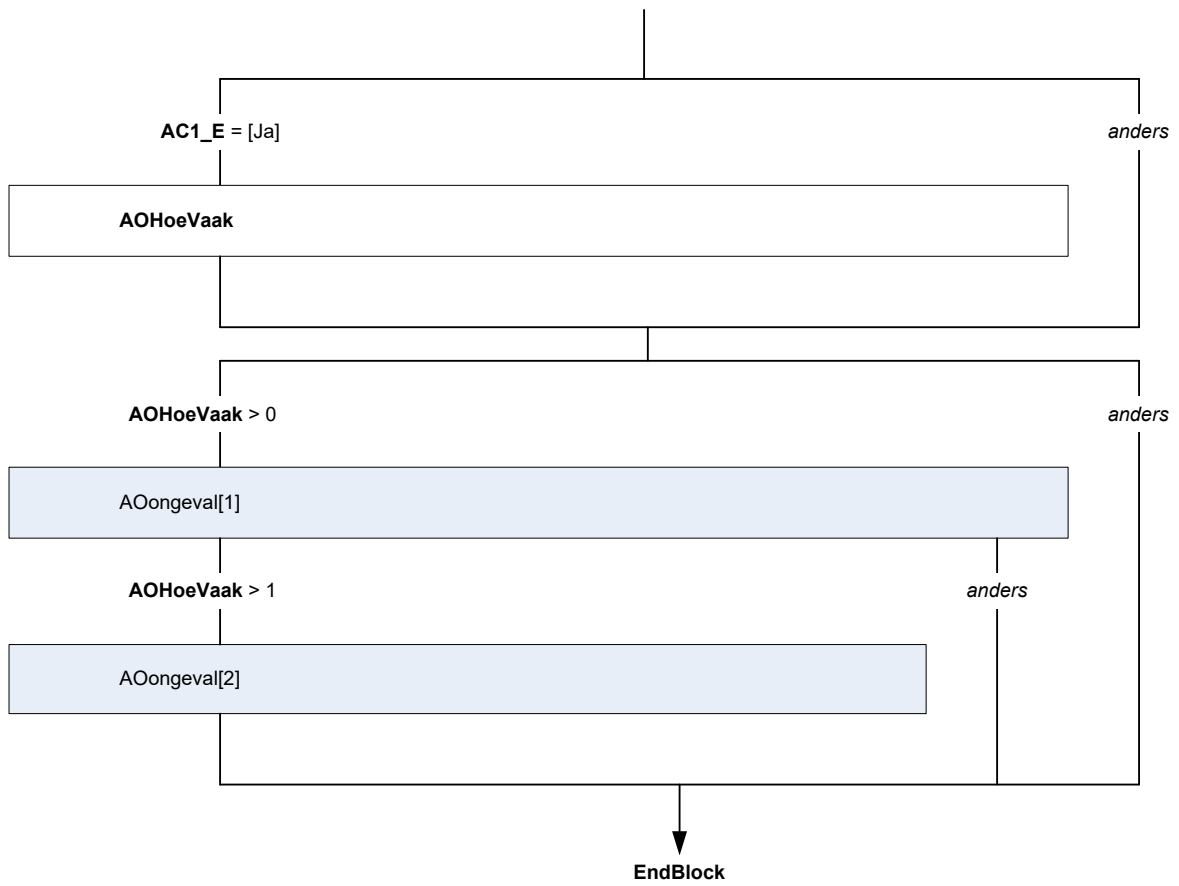 AC1_E = [Ja]
anders
AOHoeVaak
AOHoeVaak > 0
anders
AOongeval[1]
AOHoeVaak > 1
anders
AOongeval[2]
EndBlock